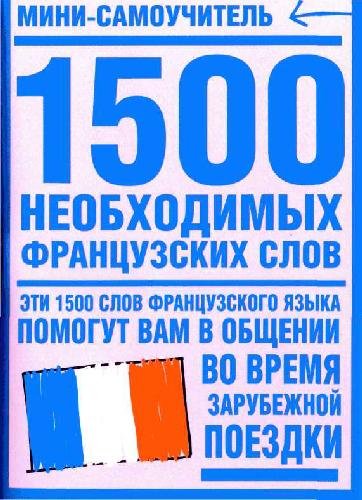 МИНИ-САМОУЧИТЕЛЬ
1500
НЕОБХОДИМЫХ
ФРАНЦУЗСКИХ СЛОВ
ЭТИ 1500 СЛОВ ФРАНЦУЗСКОГО ЯЗЫКА
ПОМОГУТ ВАМ В ОБЩЕНИИ
ВО ВРЕМЯ
ЗАРУБЕЖНОЙ
ПОЕЗДКИ